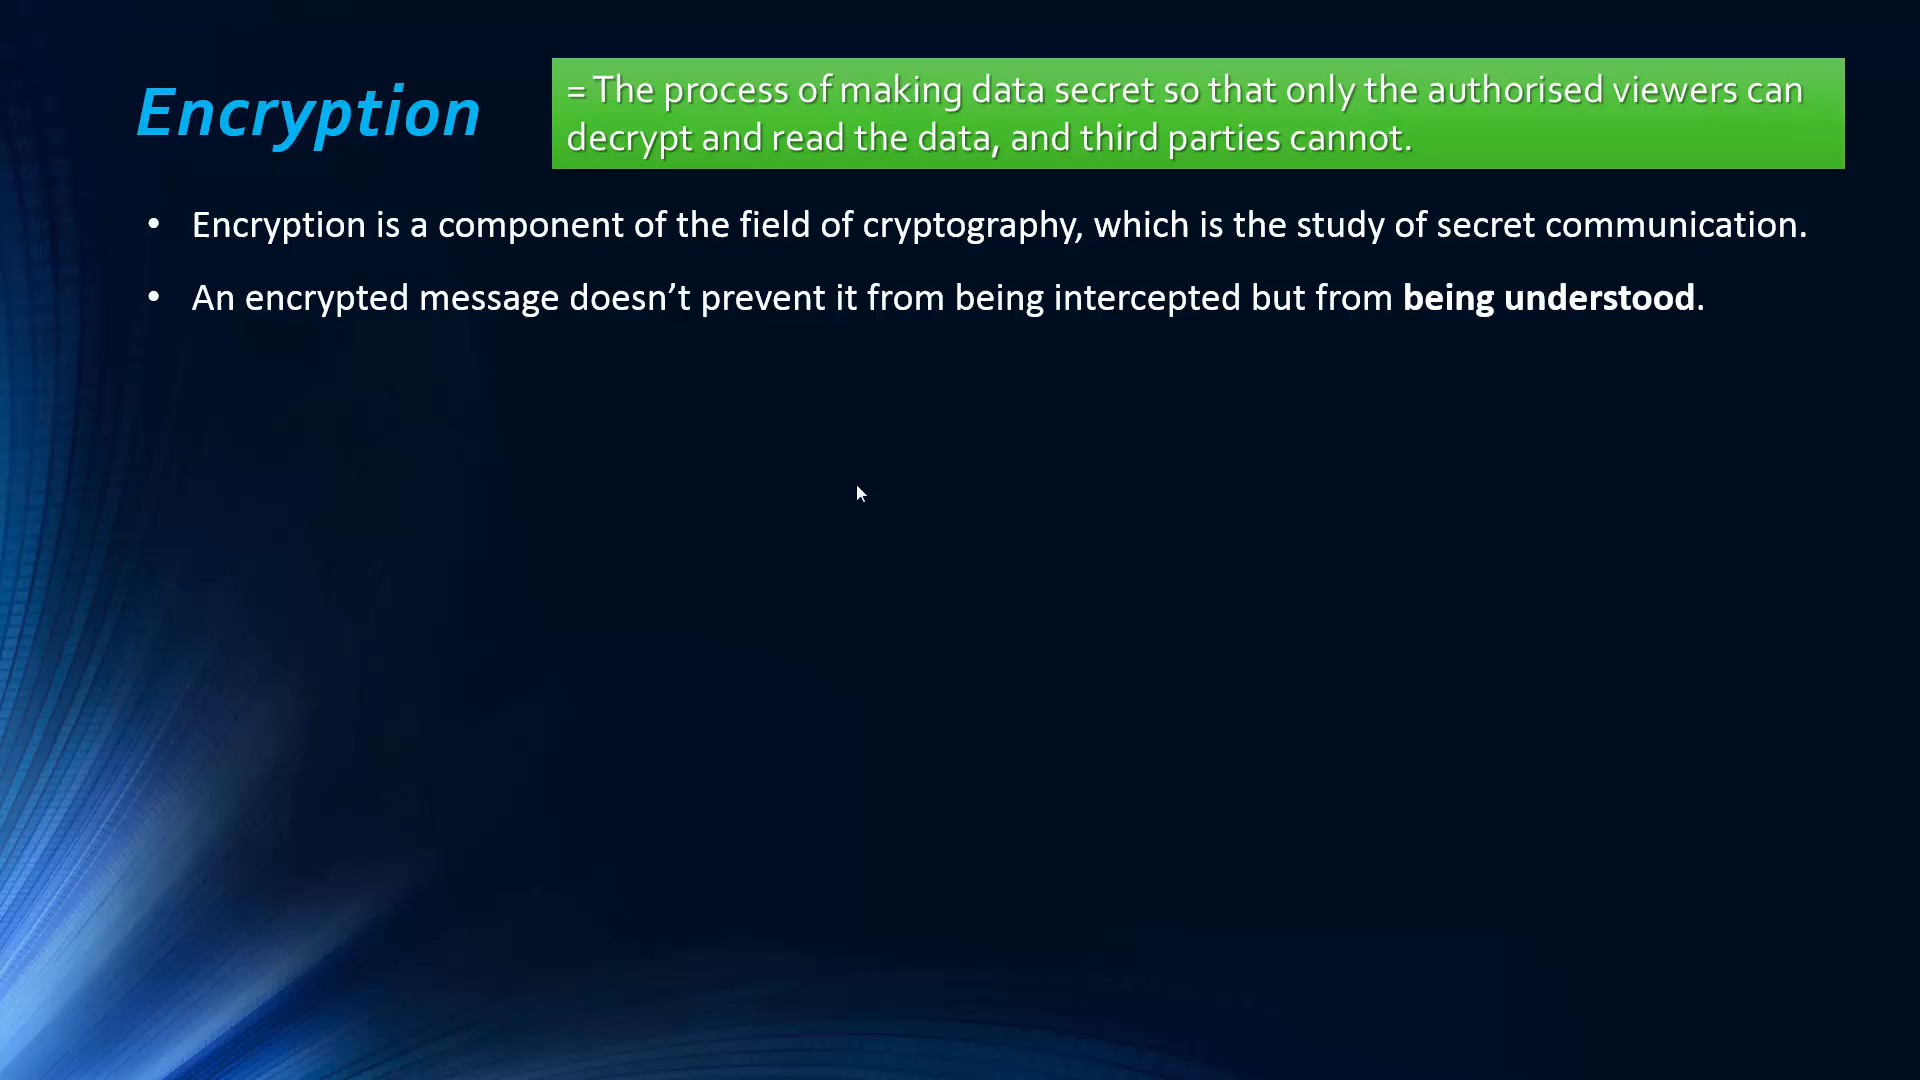 Encryption
= The process of making data secret so that only the authorised viewers can
decrypt and read the data, and third parties cannot.
• Encryption is a component of the field of cryptography, which is the study of secret communication.
• An encrypted message doesn’t prevent it from being intercepted but from being understood.